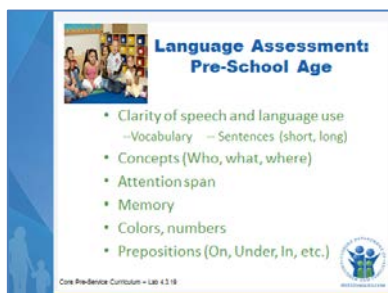 Language Assessment:
Pre-School Age
• Clarity of speech and language use
–Vocabulary – Sentences (short, long)
• Concepts (Who, what, where)
• Attention span
• Memory
• Colors, numbers
• Prepositions (On, Under, In, etc.)
Core Pre-Service Curriculum – Lab 4.3.18